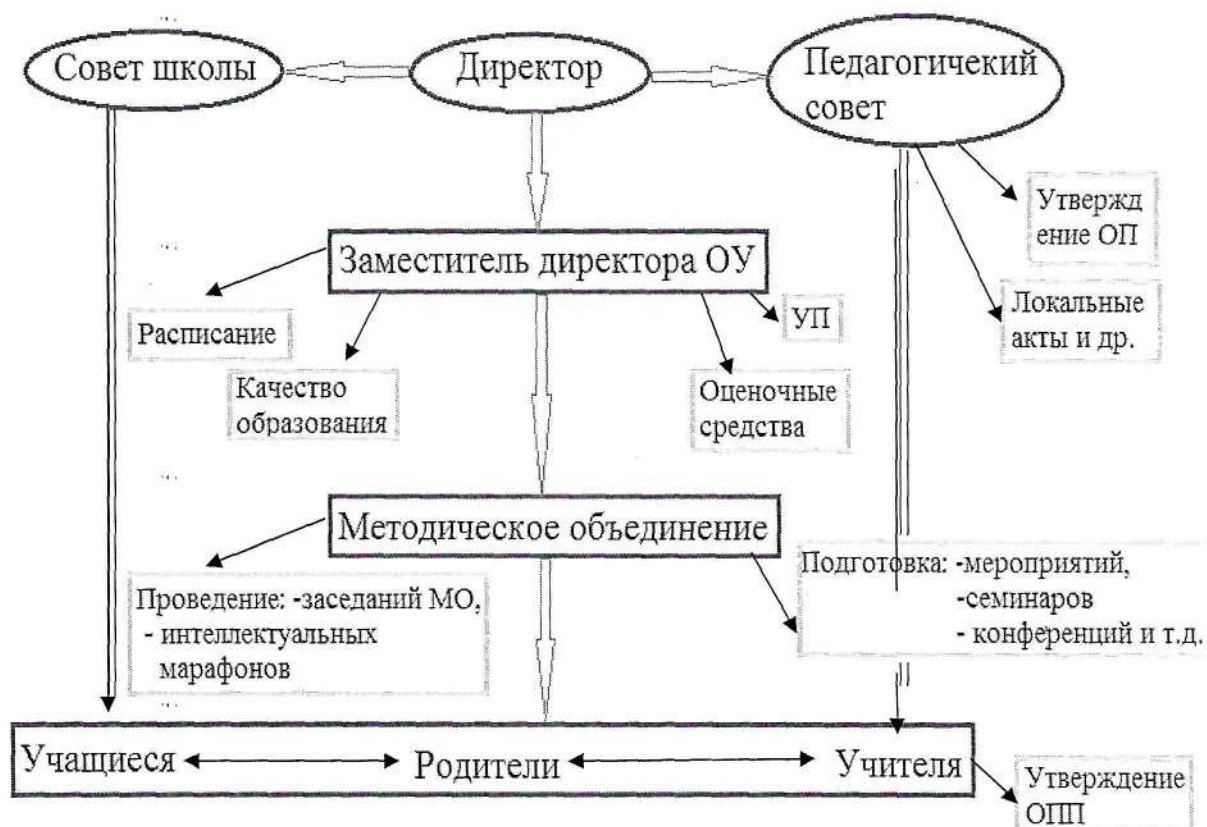 Совет школы
Директор
Педагогичекий
совет
Утвержд
ение ОП
Заместитель директора ОУ
Локальные
акты и др.
Расписание
УП
Качество
образования
Оценочные
средства
Методическое объединение
Подготовка: -мероприятий,
-семинаров
- конференций и т.д.
Проведение: -заседаний МО,
- интеллектуальных
марафонов
Учащиеся
Родители
Учителя
Утверждение
ОПП